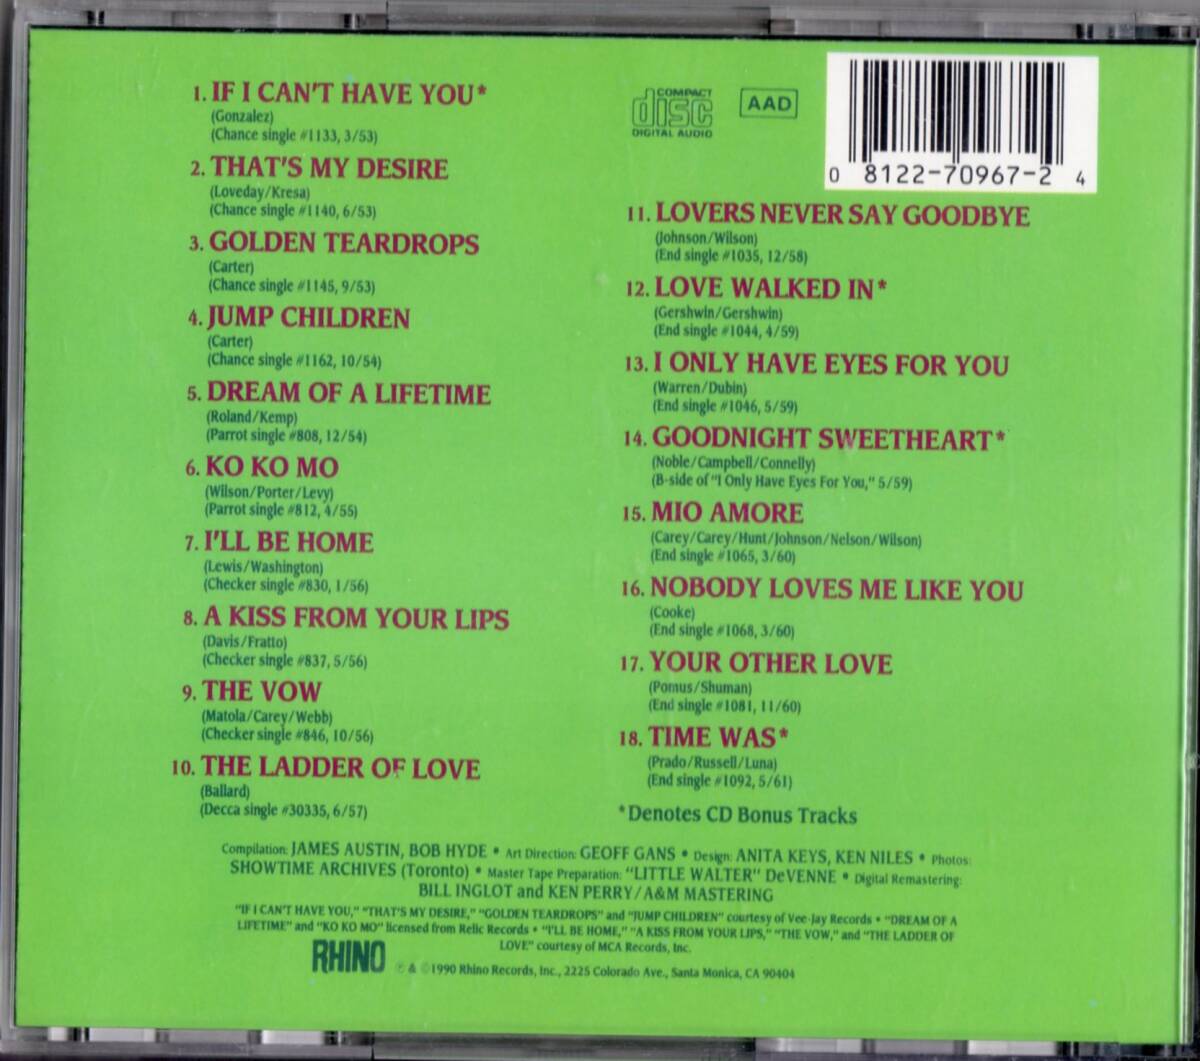 1. IF I CAN'T HAVE YOU*
(Gonzalez)
(Chance single #1133, 3/53)
2. THAT'S MY DESIRE
(Loveday/Kresa)
(Chance single #1140, 6/53)
3. GOLDEN TEARDROPS
(Carter)
(Chance single #1145, 9/53)
4. JUMP CHILDREN
(Carter)
(Chance single #1162, 10/54)
5. DREAM OF A LIFETIME
(Roland/Kemp)
(Parrot single #808, 12/54)
6. KO KO MO
(Wilson/Porter/Levy)
(Parrot single #812, 4/55)
7. I'LL BE HOME
(Lewis/Washington)
(Checker single #830, 1/56)
8. A KISS FROM YOUR LIPS
(Davis/Fratto)
(Checker single #837, 5/56)
9. THE VOW
(Matola/Carey/Webb)
(Checker single #846, 10/56)
10. THE LADDER OF LOVE
(Ballard)
(Decca single #30335, 6/57)
COMPACT
disc
DIGITAL AUDIO
AAD
0 8122-70967-2 4
11. LOVERS NEVER SAY GOODBYE
(Johnson/Wilson)
(End single #1035, 12/58)
12. LOVE WALKED IN*
(Gershwin/Gershwin)
(End single #1044, 4/59)
13. I ONLY HAVE EYES FOR YOU
(Warren/Dubin)
(End single #1046, 5/59)
14. GOODNIGHT SWEETHEART*
(Noble/Campbell/Connelly)
(B-side of "I Only Have Eyes For You," 5/59)
15. MIO AMORE
(Carey/Carey/Hunt/Johnson/Nelson/Wilson)
(End single #1065, 3/60)
16. NOBODY LOVES ME LIKE YOU
(Cooke)
(End single #1068, 3/60)
17. YOUR OTHER LOVE
(Pomus/Shuman)
(End single #1081, 11/60)
18. TIME WAS*
(Prado/Russell/Luna)
(End single #1092, 5/61)
*Denotes CD Bonus Tracks
Compilation: JAMES AUSTIN, BOB HYDE • Art Direction: GEOFF GANS • Design: ANITA KEYS, KEN NILES • Photos:
SHOWTIME ARCHIVES (Toronto) • Master Tape Preparation: "LITTLE WALTER" DeVENNE • Digital Remastering:
BILL INGLOT and KEN PERRY/A&M MASTERING
"IF I CAN'T HAVE YOU," "THAT'S MY DESIRE," "GOLDEN TEARDROPS" and "JUMP CHILDREN" courtesy of Vee-Jay Records • "DREAM OF A
LIFETIME" and "KO KO MO" licensed from Relic Records • "I'LL BE HOME," "A KISS FROM YOUR LIPS," "THE VOW," and "THE LADDER OF
LOVE" courtesy of MCA Records, Inc.
RHINO ℗ & ©1990 Rhino Records, Inc., 2225 Colorado Ave., Santa Monica, CA 90404